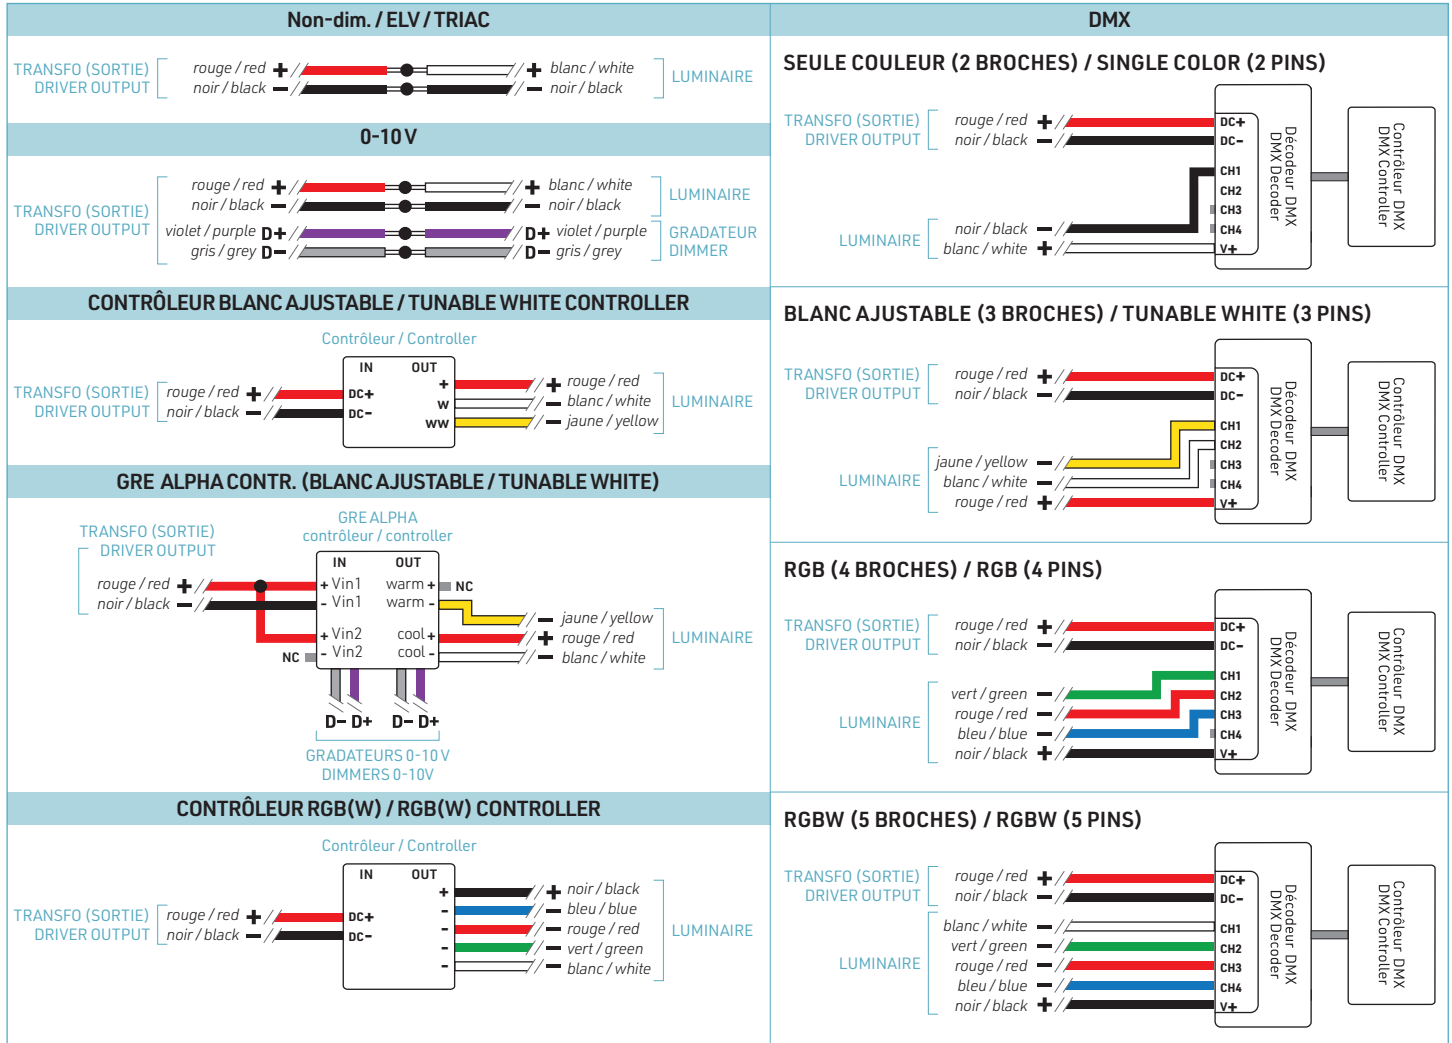 Non-dim. / ELV / TRIAC
TRANSFO (SORTIE)
DRIVER OUTPUT
rouge / red +
noir / black −
+ blanc / white
− noir / black
LUMINAIRE
0-10 V
TRANSFO (SORTIE)
DRIVER OUTPUT
rouge / red +
noir / black −
violet / purple D+
gris / grey D−
+ blanc / white
− noir / black
D+ violet / purple
D− gris / grey
LUMINAIRE
GRADATEUR
DIMMER
CONTRÔLEUR BLANC AJUSTABLE / TUNABLE WHITE CONTROLLER
Contrôleur / Controller
TRANSFO (SORTIE)
DRIVER OUTPUT
rouge / red +
noir / black −
IN OUT
DC+
DC−
+
W
WW
+ rouge / red
− blanc / white
− jaune / yellow
LUMINAIRE
GRE ALPHA CONTR. (BLANC AJUSTABLE / TUNABLE WHITE)
GRE ALPHA
contrôleur / controller
TRANSFO (SORTIE)
DRIVER OUTPUT
rouge / red +
noir / black −
NC
IN OUT
+ Vin1 warm +
- Vin1 warm -
+ Vin2 cool +
- Vin2 cool -
NC
− jaune / yellow
+ rouge / red
− blanc / white
LUMINAIRE
D− D+ D− D+
GRADATEURS 0-10 V
DIMMERS 0-10V
CONTRÔLEUR RGB(W) / RGB(W) CONTROLLER
Contrôleur / Controller
TRANSFO (SORTIE)
DRIVER OUTPUT
rouge / red +
noir / black −
IN OUT
DC+
DC−
+
-
-
-
-
+ noir / black
− bleu / blue
− rouge / red
− vert / green
− blanc / white
LUMINAIRE
DMX
SEULE COULEUR (2 BROCHES) / SINGLE COLOR (2 PINS)
TRANSFO (SORTIE)
DRIVER OUTPUT
rouge / red +
noir / black −
LUMINAIRE
noir / black −
blanc / white +
DC+
DC−
CH1
CH2
CH3
CH4
V+
Décodeur DMX
DMX Decoder
Contrôleur DMX
DMX Controller
BLANC AJUSTABLE (3 BROCHES) / TUNABLE WHITE (3 PINS)
TRANSFO (SORTIE)
DRIVER OUTPUT
rouge / red +
noir / black −
LUMINAIRE
jaune / yellow −
blanc / white −
rouge / red +
DC+
DC−
CH1
CH2
CH3
CH4
V+
Décodeur DMX
DMX Decoder
Contrôleur DMX
DMX Controller
RGB (4 BROCHES) / RGB (4 PINS)
TRANSFO (SORTIE)
DRIVER OUTPUT
rouge / red +
noir / black −
LUMINAIRE
vert / green −
rouge / red −
bleu / blue −
noir / black +
DC+
DC−
CH1
CH2
CH3
CH4
V+
Décodeur DMX
DMX Decoder
Contrôleur DMX
DMX Controller
RGBW (5 BROCHES) / RGBW (5 PINS)
TRANSFO (SORTIE)
DRIVER OUTPUT
rouge / red +
noir / black −
LUMINAIRE
blanc / white −
vert / green −
rouge / red −
bleu / blue −
noir / black +
DC+
DC−
CH1
CH2
CH3
CH4
V+
Décodeur DMX
DMX Decoder
Contrôleur DMX
DMX Controller